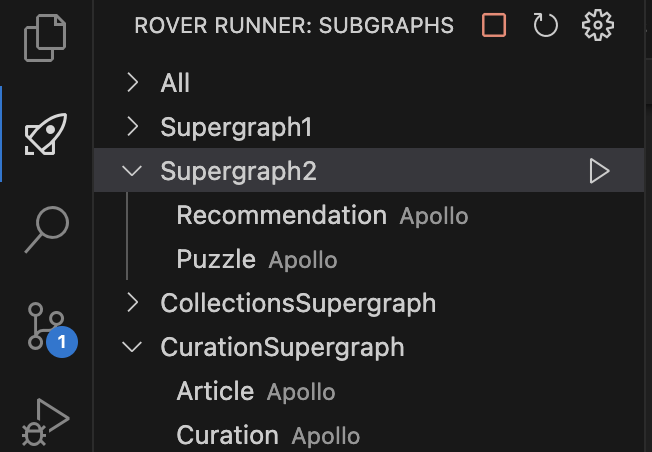 ROVER RUNNER: SUBGRAPHS
All
Supergraph1
Supergraph2
Recommendation Apollo
Puzzle Apollo
CollectionsSupergraph
1
CurationSupergraph
Article Apollo
Curation Apollo